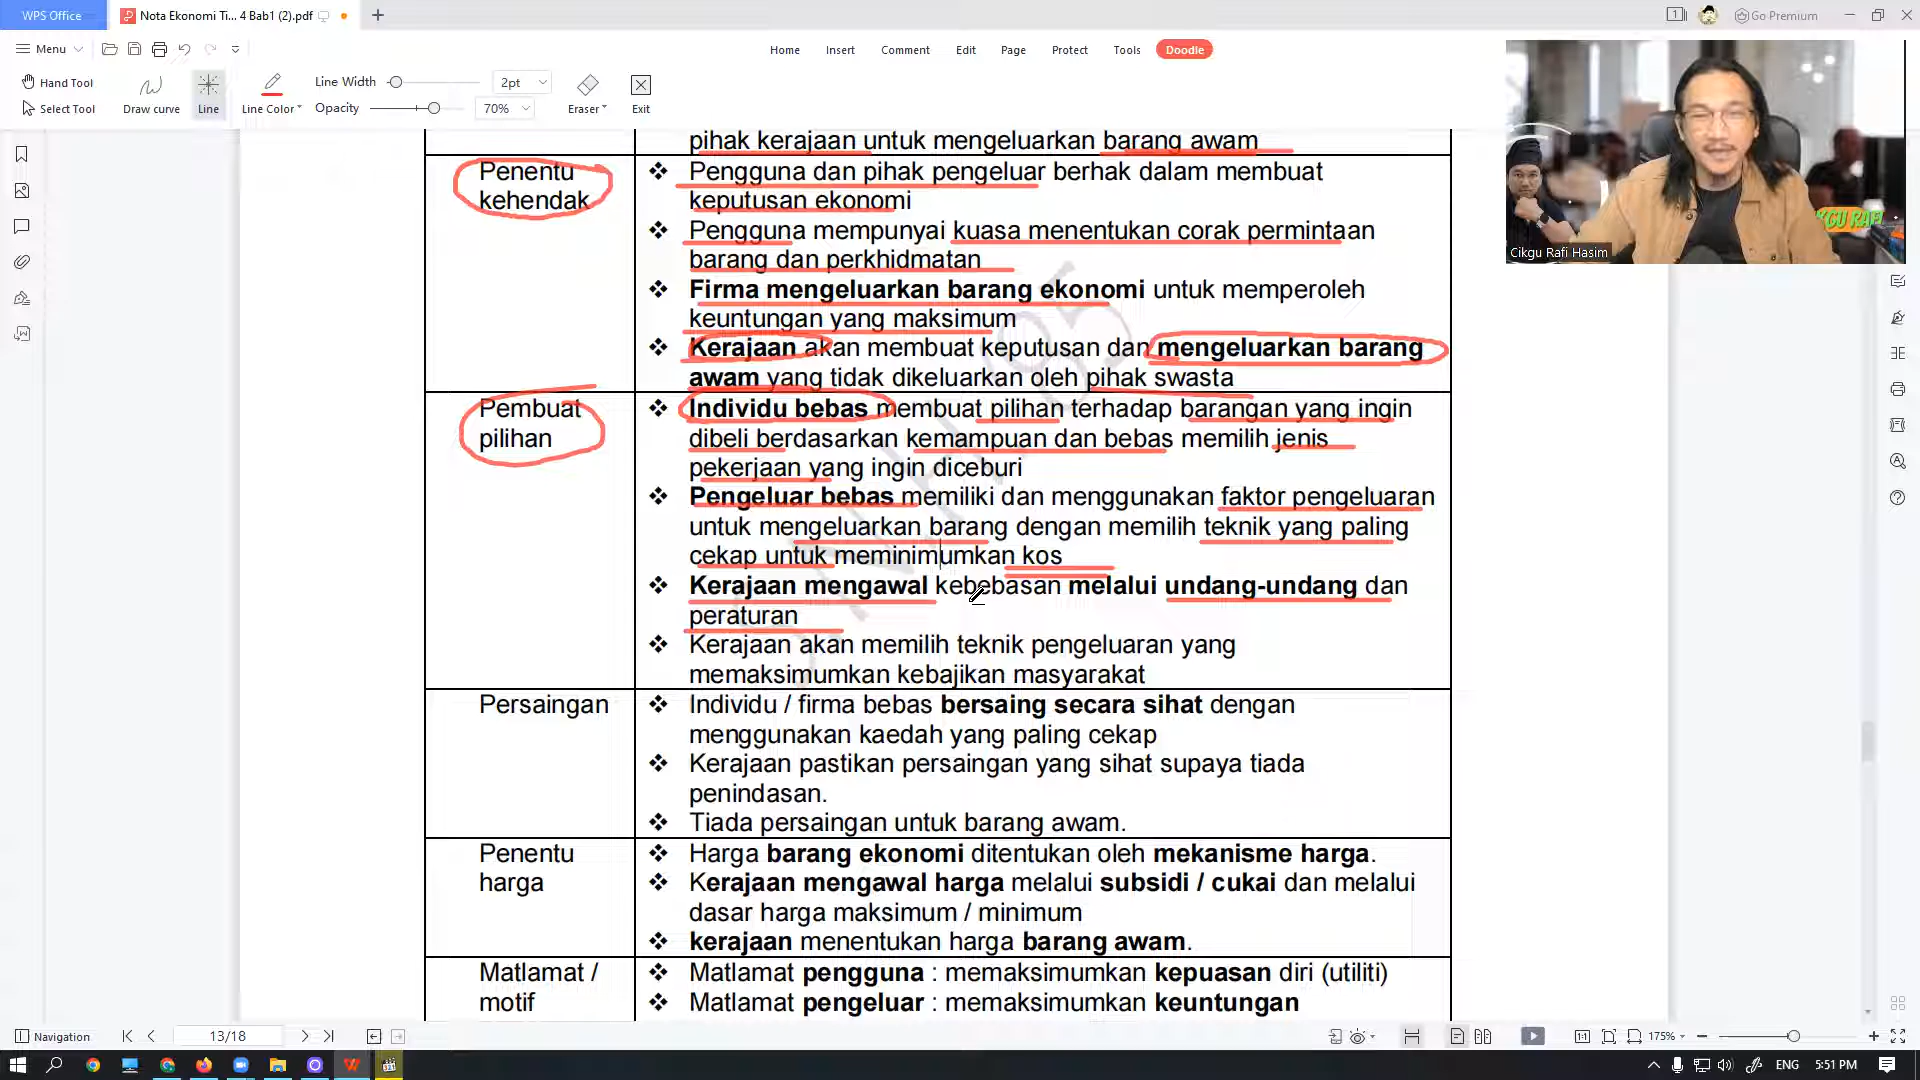 WPS Office
Nota Ekonomi Ti... 4 Bab1 (2).pdf
1
Go Premium
Menu
Home
Insert
Comment
Edit
Page
Protect
Tools
Doodle
Hand Tool
Select Tool
Draw curve
Line
Line Color
Line Width
2pt
Opacity
70%
Eraser
Exit
pihak kerajaan untuk mengeluarkan barang awam
Penentu
kehendak
❖ Pengguna dan pihak pengeluar berhak dalam membuat
keputusan ekonomi
❖ Pengguna mempunyai kuasa menentukan corak permintaan
barang dan perkhidmatan
❖ Firma mengeluarkan barang ekonomi untuk memperoleh
keuntungan yang maksimum
❖ Kerajaan akan membuat keputusan dan mengeluarkan barang
awam yang tidak dikeluarkan oleh pihak swasta
Pembuat
pilihan
❖ Individu bebas membuat pilihan terhadap barangan yang ingin
dibeli berdasarkan kemampuan dan bebas memilih jenis
pekerjaan yang ingin diceburi
❖ Pengeluar bebas memiliki dan menggunakan faktor pengeluaran
untuk mengeluarkan barang dengan memilih teknik yang paling
cekap untuk meminimumkan kos
❖ Kerajaan mengawal kebebasan melalui undang-undang dan
peraturan
❖ Kerajaan akan memilih teknik pengeluaran yang
memaksimumkan kebajikan masyarakat
Persaingan
❖ Individu / firma bebas bersaing secara sihat dengan
menggunakan kaedah yang paling cekap
❖ Kerajaan pastikan persaingan yang sihat supaya tiada
penindasan.
❖ Tiada persaingan untuk barang awam.
Penentu
harga
❖ Harga barang ekonomi ditentukan oleh mekanisme harga.
❖ Kerajaan mengawal harga melalui subsidi / cukai dan melalui
dasar harga maksimum / minimum
❖ kerajaan menentukan harga barang awam.
Matlamat /
motif
❖ Matlamat pengguna : memaksimumkan kepuasan diri (utiliti)
❖ Matlamat pengeluar : memaksimumkan keuntungan
Cikgu Rafi Hasim
Navigation
13/18
175%
ENG
5:51 PM